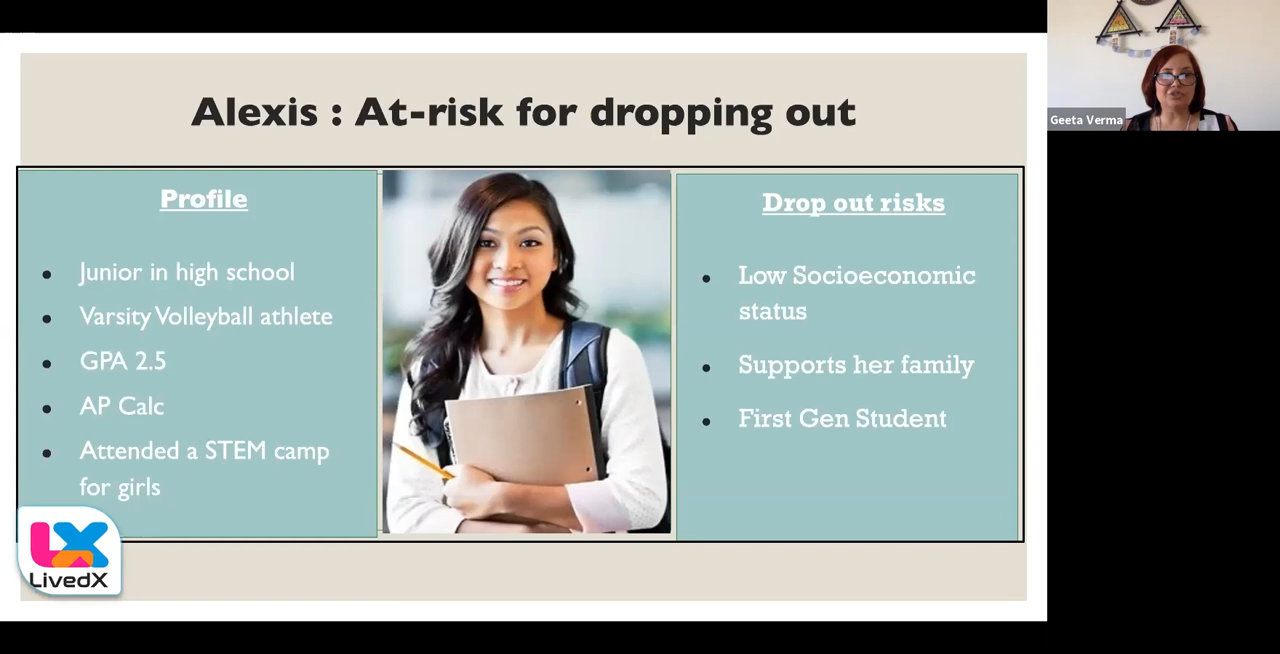 Alexis : At-risk for dropping out
Profile
Junior in high school
Varsity Volleyball athlete
GPA 2.5
AP Calc
Attended a STEM camp
for girls
Drop out risks
Low Socioeconomic
status
Supports her family
First Gen Student
LX
LivedX
Geeta Verma